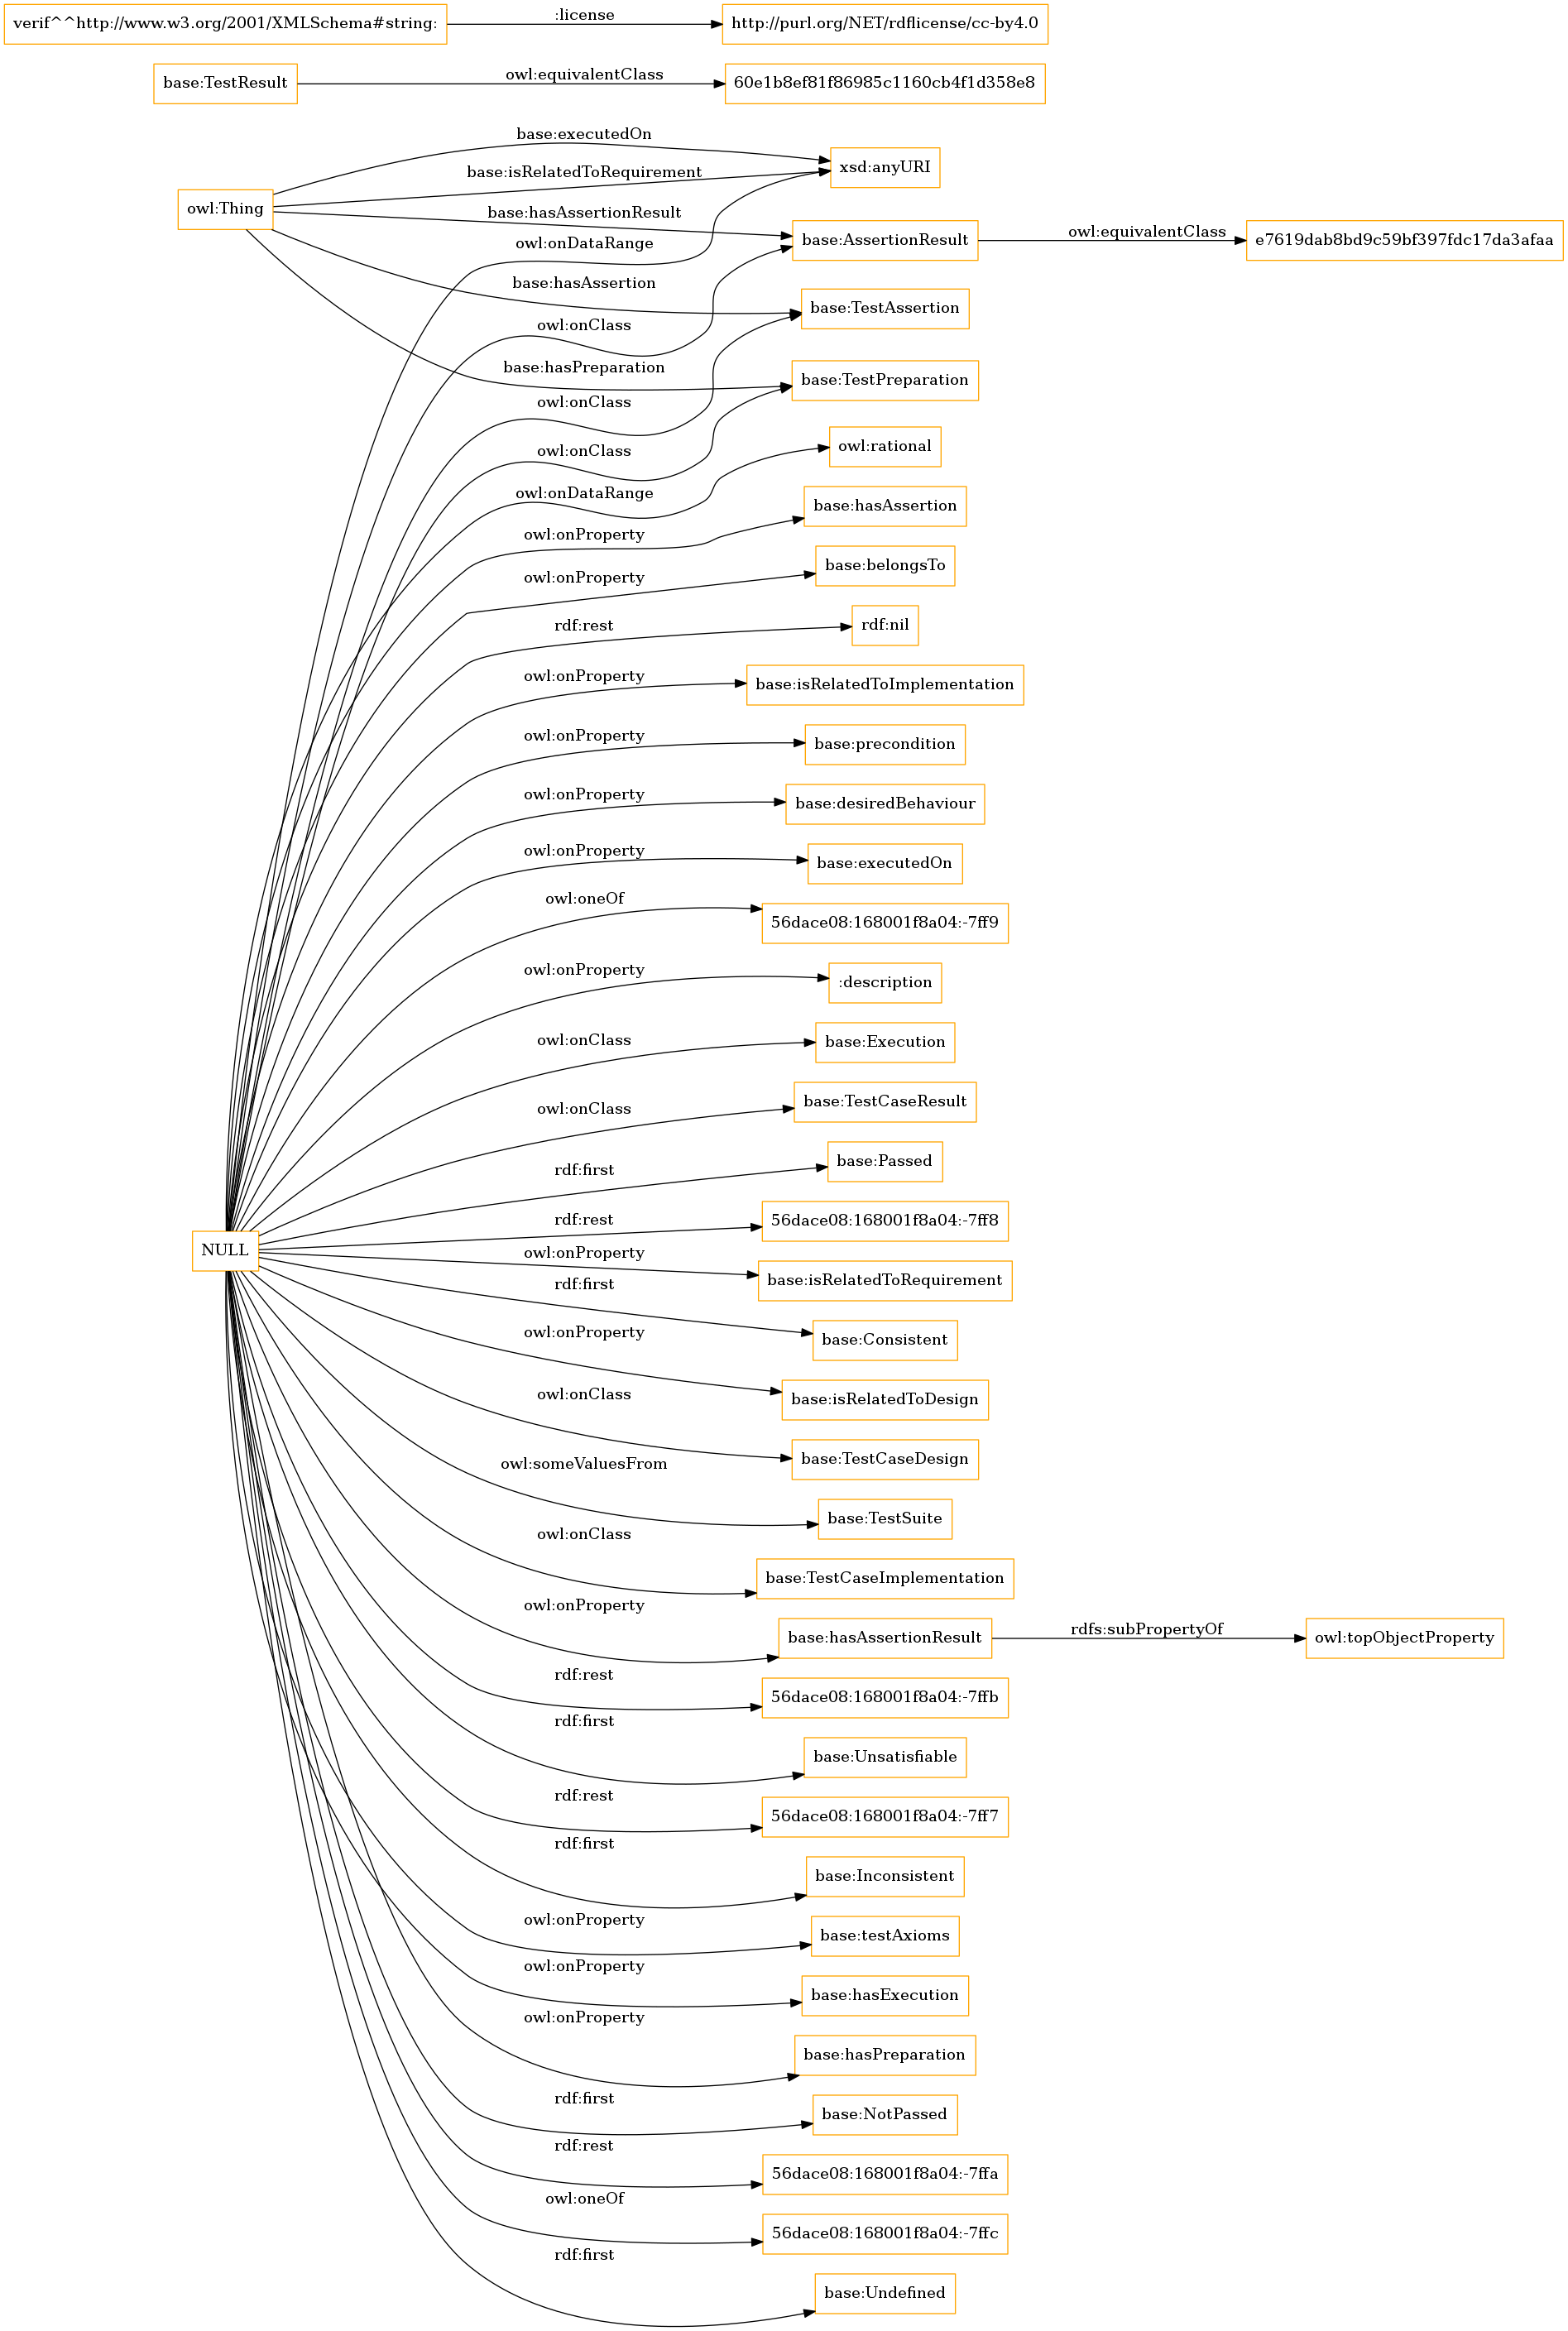 verif^^http://www.w3.org/2001/XMLSchema#string:
:license
http://purl.org/NET/rdflicense/cc-by4.0
base:TestResult
owl:equivalentClass
60e1b8ef81f86985c1160cb4f1d358e8
base:executedOn
xsd:anyURI
base:isRelatedToRequirement
owl:Thing
base:hasAssertionResult
owl:onDataRange
base:AssertionResult
owl:equivalentClass
e7619dab8bd9c59bf397fdc17da3afaa
base:hasAssertion
base:TestAssertion
owl:onClass
base:hasPreparation
base:TestPreparation
owl:onClass
owl:onClass
owl:rational
owl:onDataRange
base:hasAssertion
owl:onProperty
base:belongsTo
owl:onProperty
rdf:rest
rdf:nil
owl:onProperty
base:isRelatedToImplementation
owl:onProperty
base:precondition
owl:onProperty
base:desiredBehaviour
owl:onProperty
base:executedOn
owl:oneOf
56dace08:168001f8a04:-7ff9
owl:onProperty
:description
owl:onClass
base:Execution
owl:onClass
base:TestCaseResult
rdf:first
base:Passed
rdf:rest
56dace08:168001f8a04:-7ff8
NULL
owl:onProperty
base:isRelatedToRequirement
rdf:first
base:Consistent
owl:onProperty
base:isRelatedToDesign
owl:onClass
base:TestCaseDesign
owl:someValuesFrom
base:TestSuite
owl:onClass
base:TestCaseImplementation
owl:onProperty
base:hasAssertionResult
rdfs:subPropertyOf
owl:topObjectProperty
rdf:rest
56dace08:168001f8a04:-7ffb
rdf:first
base:Unsatisfiable
rdf:rest
56dace08:168001f8a04:-7ff7
rdf:first
base:Inconsistent
owl:onProperty
base:testAxioms
owl:onProperty
base:hasExecution
owl:onProperty
base:hasPreparation
rdf:first
base:NotPassed
rdf:rest
56dace08:168001f8a04:-7ffa
owl:oneOf
56dace08:168001f8a04:-7ffc
rdf:first
base:Undefined